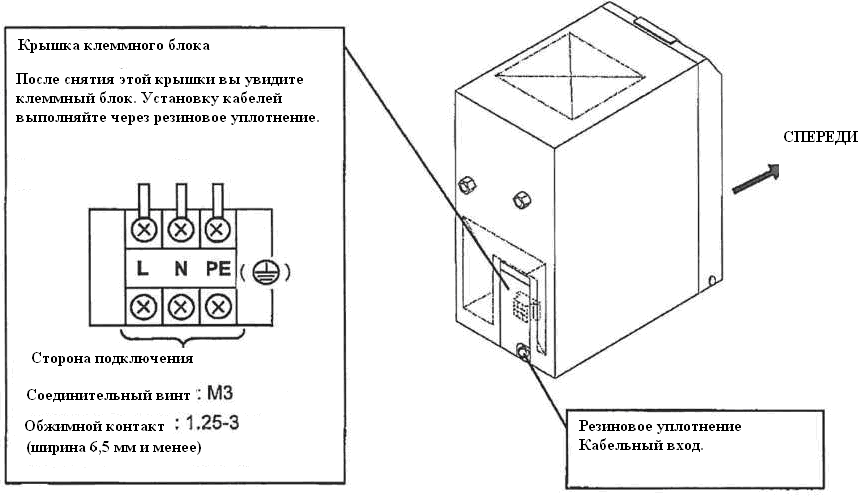 Крышка клеммного блока
После снятия этой крышки вы увидите
клеммный блок. Установку кабелей
выполняйте через резиновое уплотнение.
L N PE ( )
Сторона подключения
Соединительный винт : M3
Обжимной контакт : 1.25-3
(ширина 6,5 мм и менее)
СПЕРЕДИ
Резиновое уплотнение
Кабельный вход.